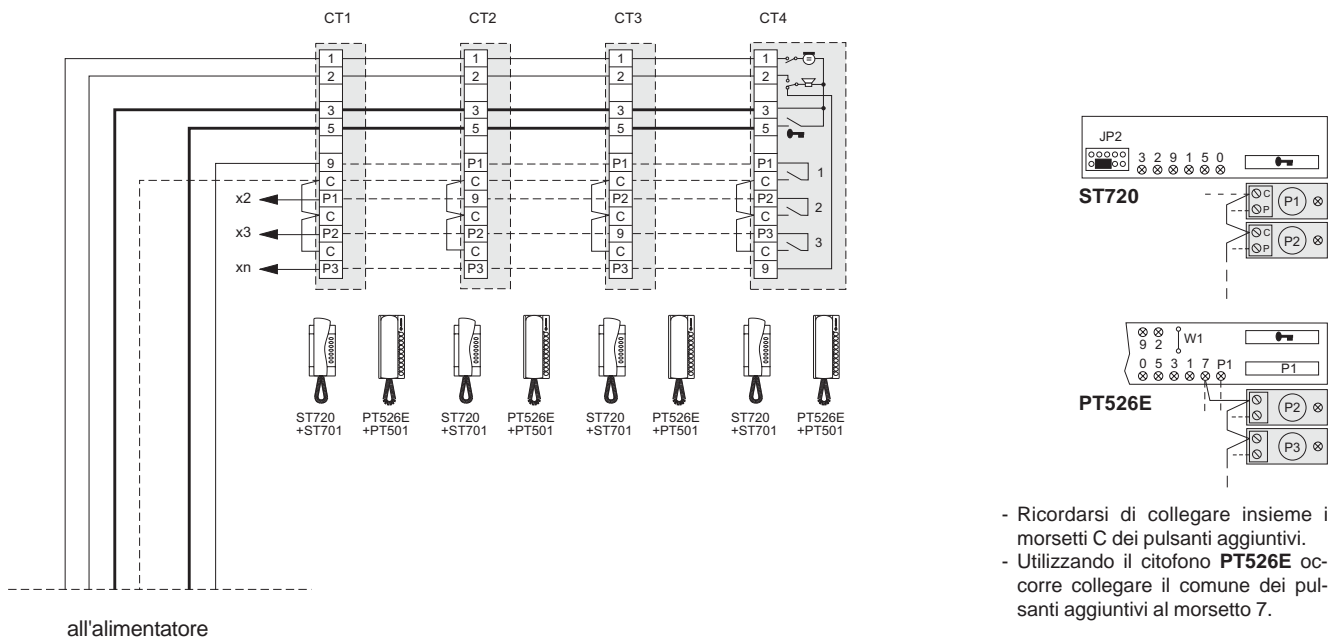 CT1 CT2 CT3 CT4
1 1 1 1
2 2 2 2
3 3 3 3
5 5 5 5
9 P1 P1 P1 1
C C C C
x2 P1 9 P2 P2 2
C C C C
x3 P2 P2 9 P3 3
C C C C
xn P3 P3 P3 9
ST720 PT526E ST720 PT526E ST720 PT526E ST720 PT526E
+ST701 +PT501 +ST701 +PT501 +ST701 +PT501 +ST701 +PT501
all'alimentatore
JP2
3 2 9 1 5 0
ST720
C P1
P
C P2
P
W1
9 2
0 5 3 1 7 P1 P1
PT526E
P2
P3
- Ricordarsi di collegare insieme i
morsetti C dei pulsanti aggiuntivi.
- Utilizzando il citofono PT526E oc-
corre collegare il comune dei pul-
santi aggiuntivi al morsetto 7.